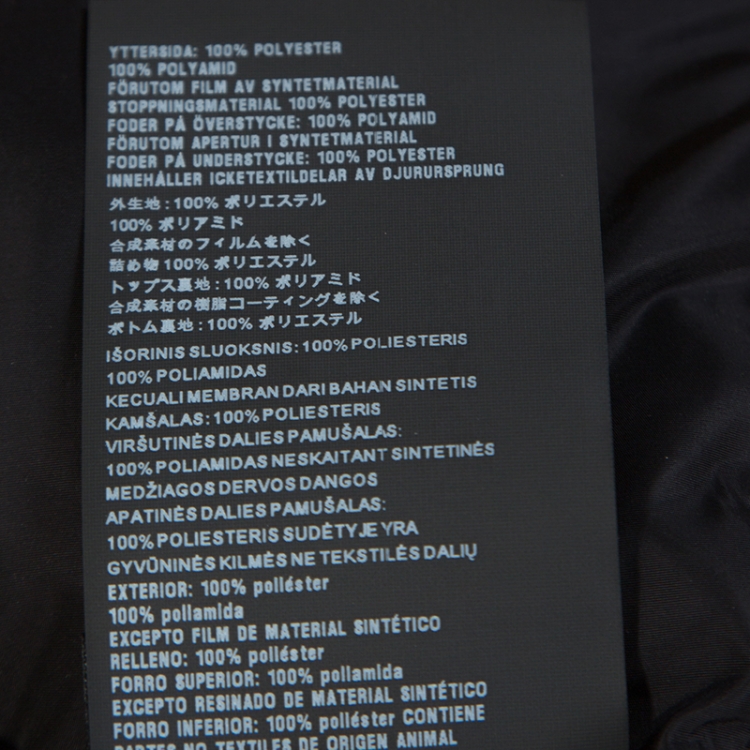 YTTERSIDA: 100% POLYESTER
100% POLYAMID
FÖRUTOM FILM AV SYNTETMATERIAL
STOPPNINGSMATERIAL 100% POLYESTER
FODER PÅ ÖVERSTYCKE: 100% POLYAMID
FÖRUTOM APERTUR I SYNTETMATERIAL
FODER PÅ UNDERSTYCKE: 100% POLYESTER
INNEHÅLLER ICKETEXTILDELAR AV DJURURSPRUNG
外生地:100% ポリエステル
100% ポリアミド
合成素材のフィルムを除く
詰め物 100% ポリエステル
トップス裏地:100% ポリアミド
合成素材の樹脂コーティングを除く
ボトム裏地:100% ポリエステル
IŠORINIS SLUOKSNIS: 100% POLIESTERIS
100% POLIAMIDAS
KECUALI MEMBRAN DARI BAHAN SINTETIS
KAMŠALAS: 100% POLIESTERIS
VIRŠUTINĖS DALIES PAMUŠALAS:
100% POLIAMIDAS NESKAITANT SINTETINĖS
MEDŽIAGOS DERVOS DANGOS
APATINĖS DALIES PAMUŠALAS:
100% POLIESTERIS SUDĖTYJE YRA
GYVŪNINĖS KILMĖS NE TEKSTILĖS DALIŲ
EXTERIOR: 100% poliéster
100% poliamida
EXCEPTO FILM DE MATERIAL SINTÉTICO
RELLENO: 100% poliéster
FORRO SUPERIOR: 100% poliamida
EXCEPTO RESINADO DE MATERIAL SINTÉTICO
FORRO INFERIOR: 100% poliéster CONTIENE
PARTES NO TEXTILES DE ORIGEN ANIMAL